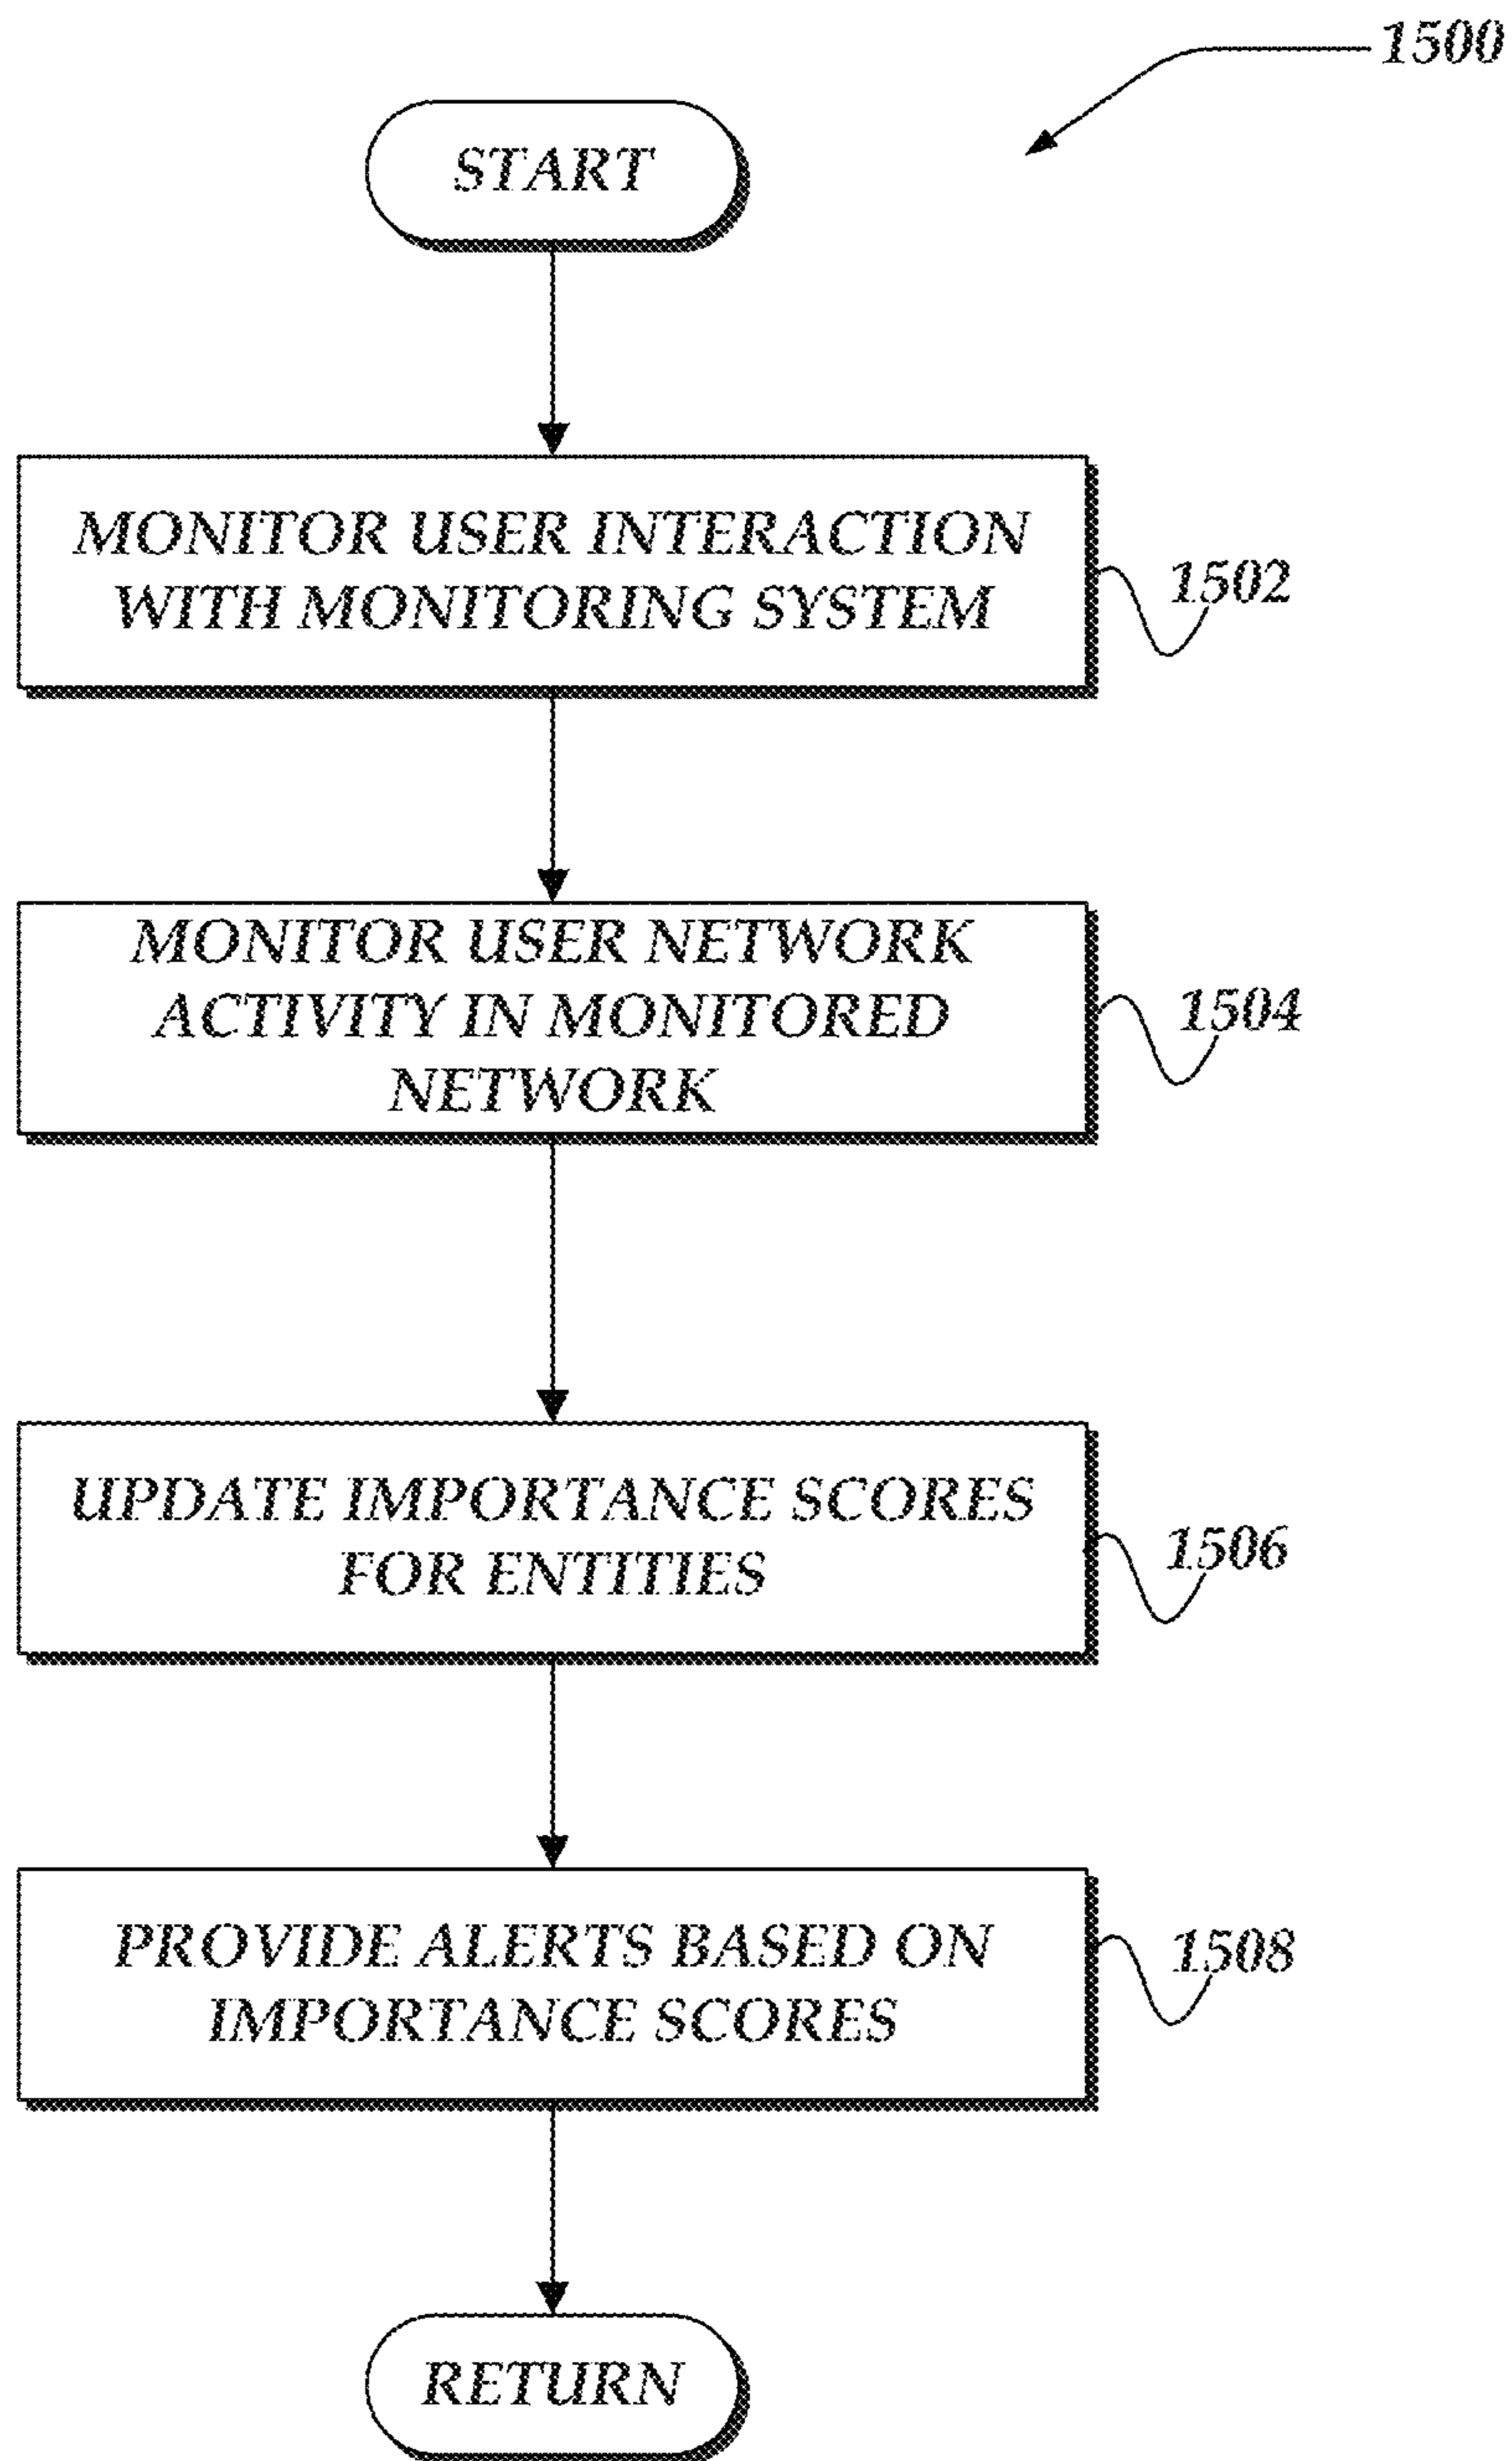 1500
START
MONITOR USER INTERACTION
WITH MONITORING SYSTEM
1502
MONITOR USER NETWORK
ACTIVITY IN MONITORED
NETWORK
1504
UPDATE IMPORTANCE SCORES
FOR ENTITIES
1506
PROVIDE ALERTS BASED ON
IMPORTANCE SCORES
1508
RETURN